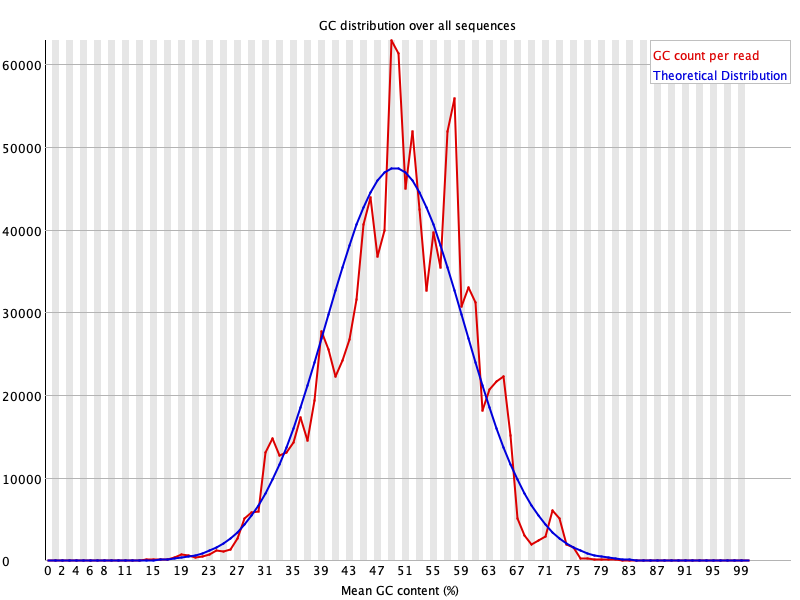 GC distribution over all sequences
GC count per read
Theoretical Distribution
60000
50000
40000
30000
20000
10000
0
0 2 4 6 8 11 15 19 23 27 31 35 39 43 47 51 55 59 63 67 71 75 79 83 87 91 95 99
Mean GC content (%)